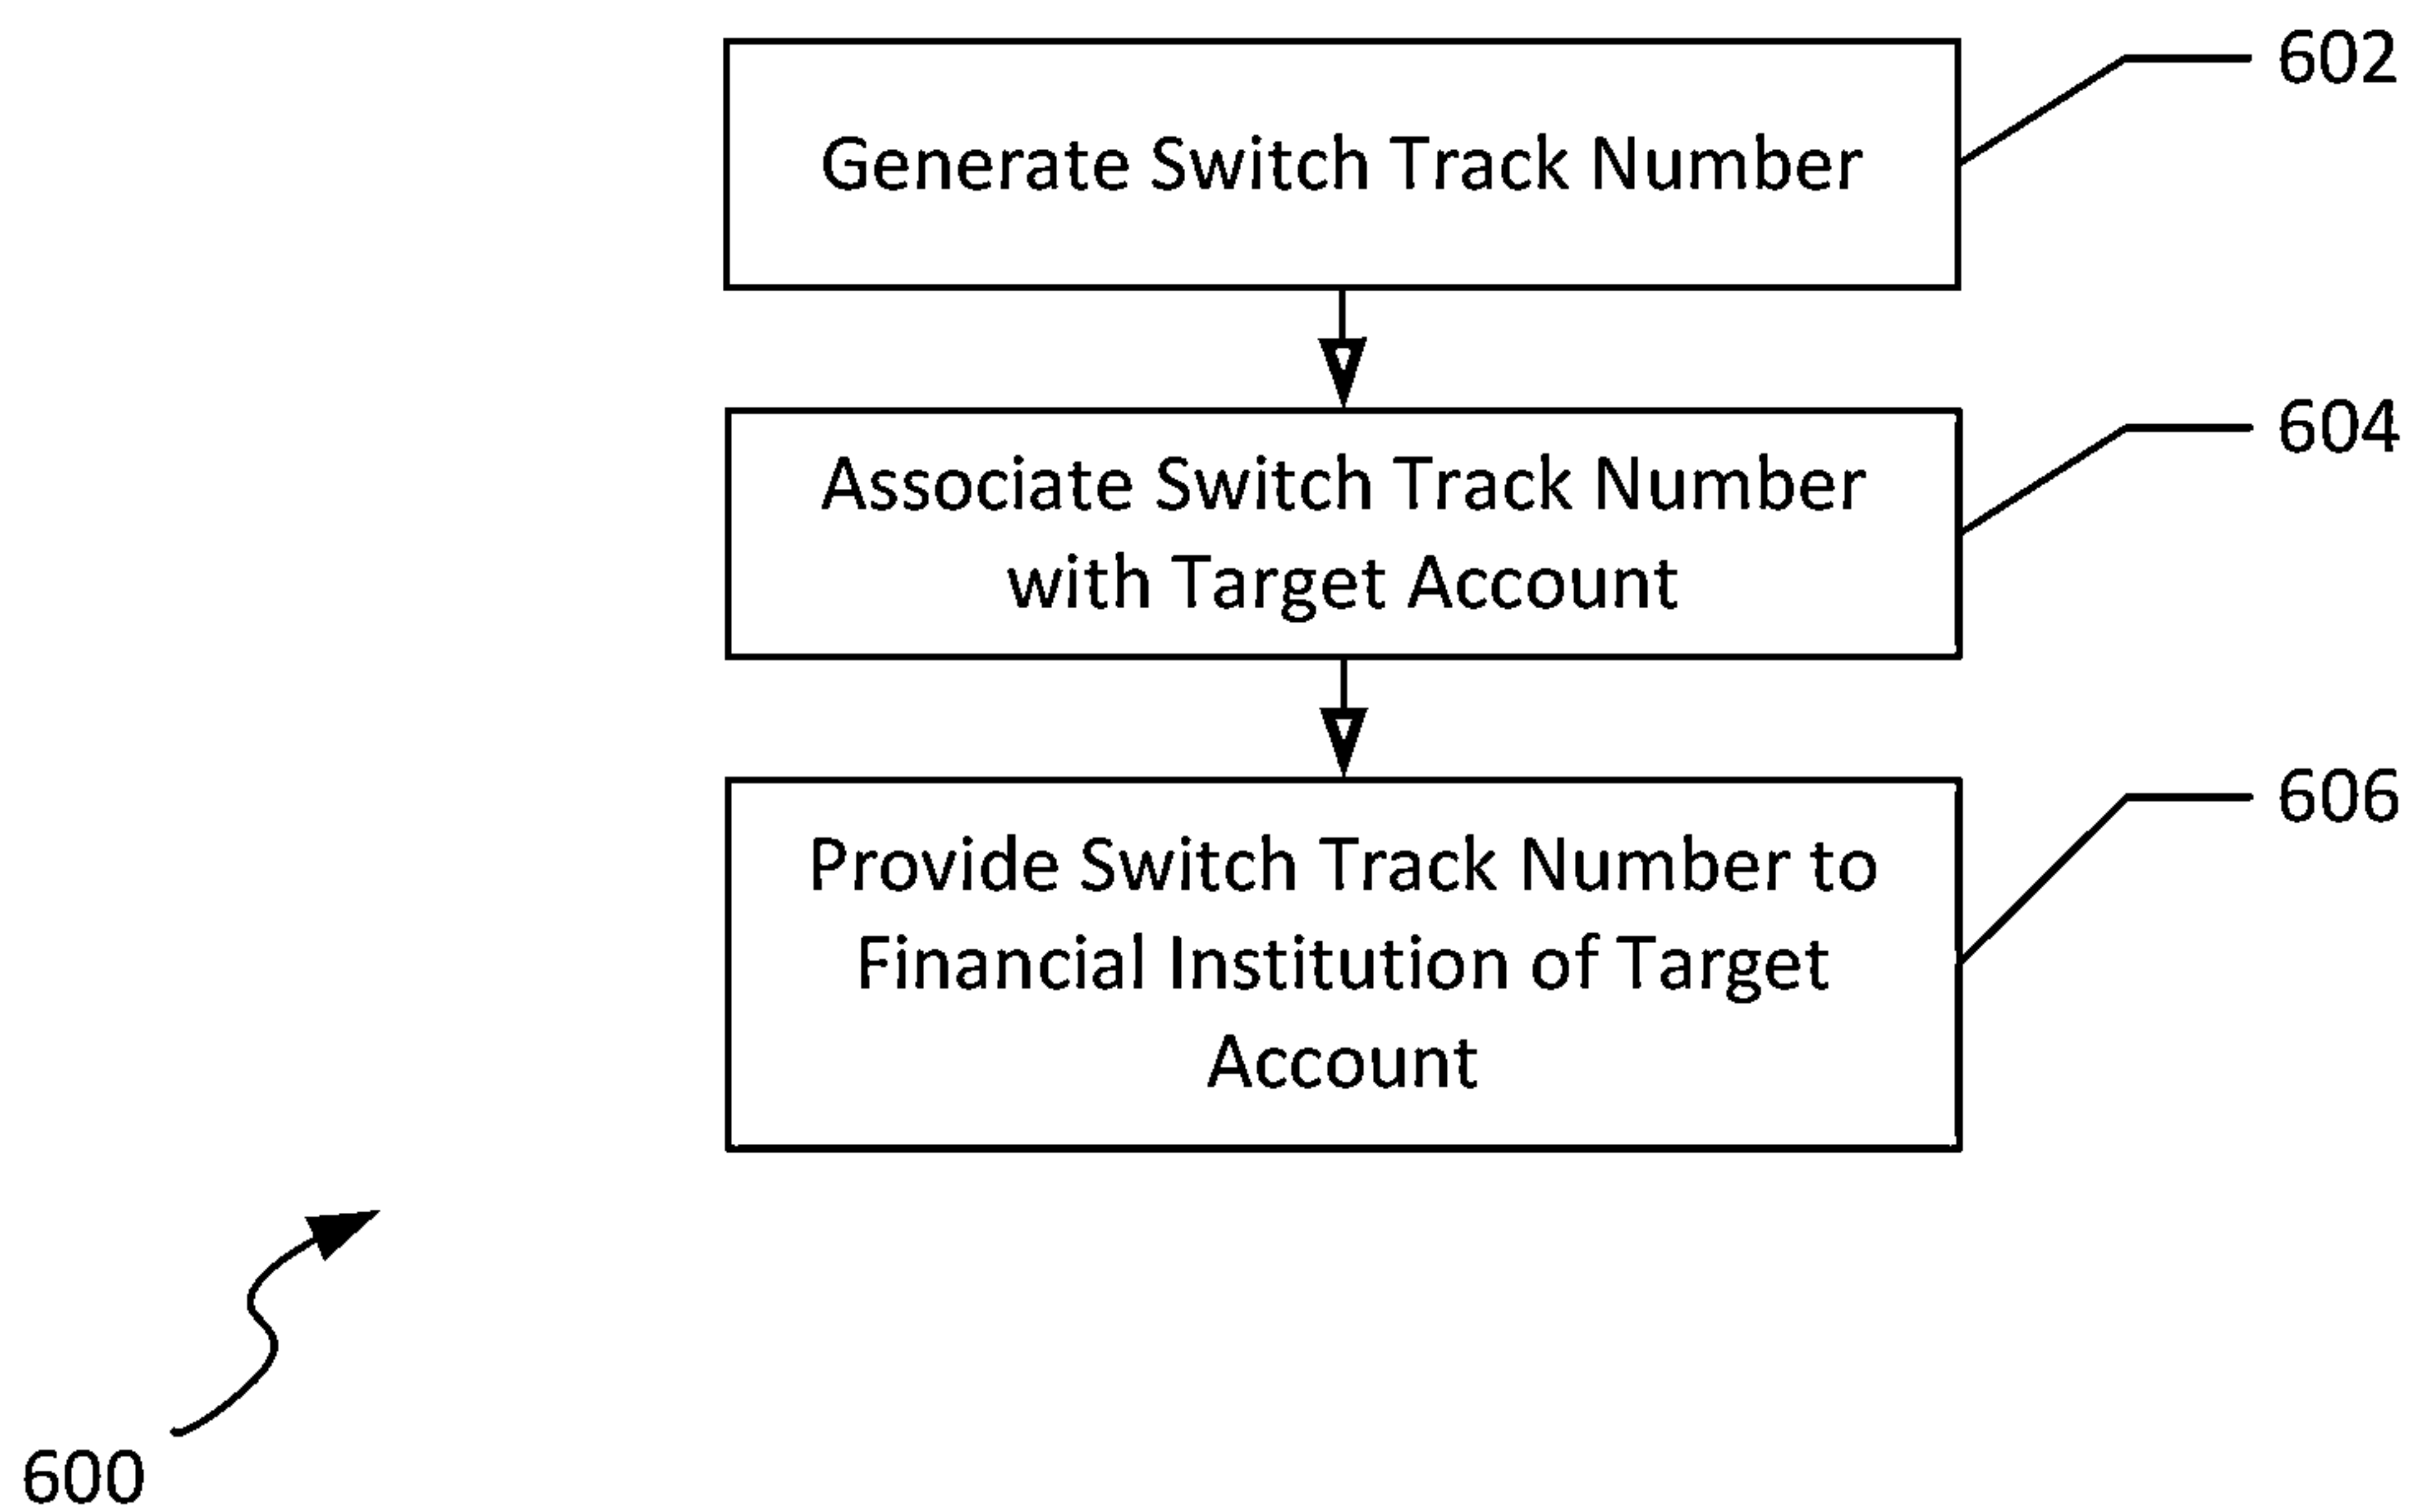 602
Generate Switch Track Number
604
Associate Switch Track Number
with Target Account
606
Provide Switch Track Number to
Financial Institution of Target
Account
600